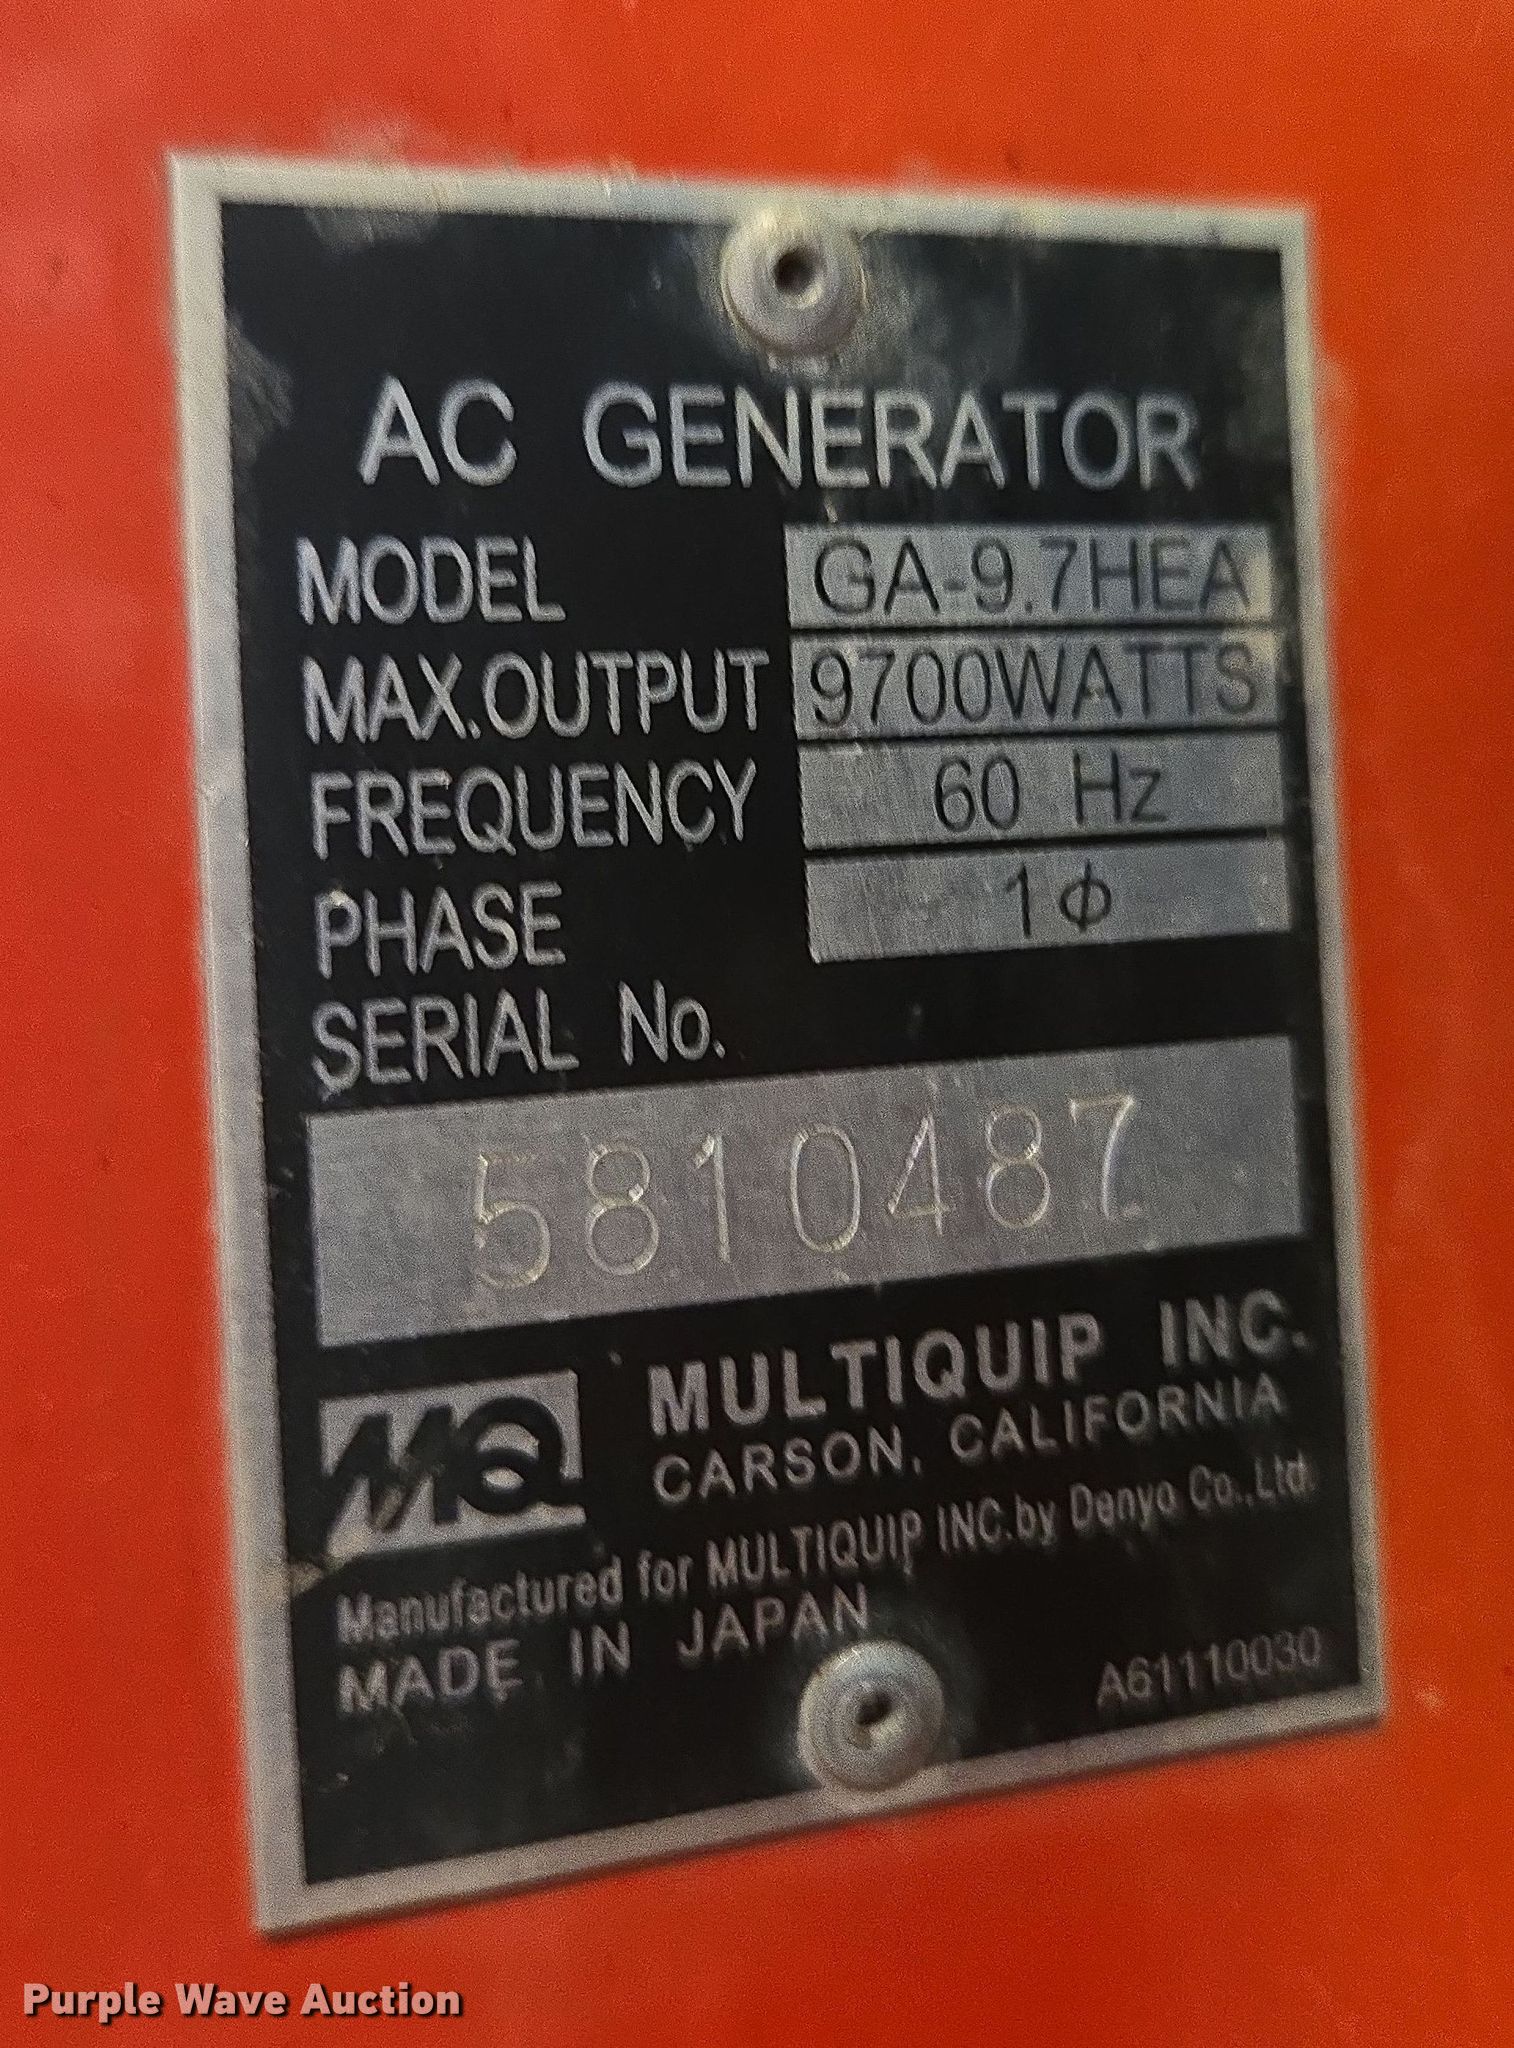 AC GENERATOR
MODEL GA-9.7HEA
MAX.OUTPUT 9700WATTS
FREQUENCY 60 Hz
PHASE 1ϕ
SERIAL No.
5810487
MQ
MULTIQUIP INC.
CARSON, CALIFORNIA
Manufactured for MULTIQUIP INC.by Denyo Co.,Ltd.
MADE IN JAPAN
A61110030
Purple Wave Auction